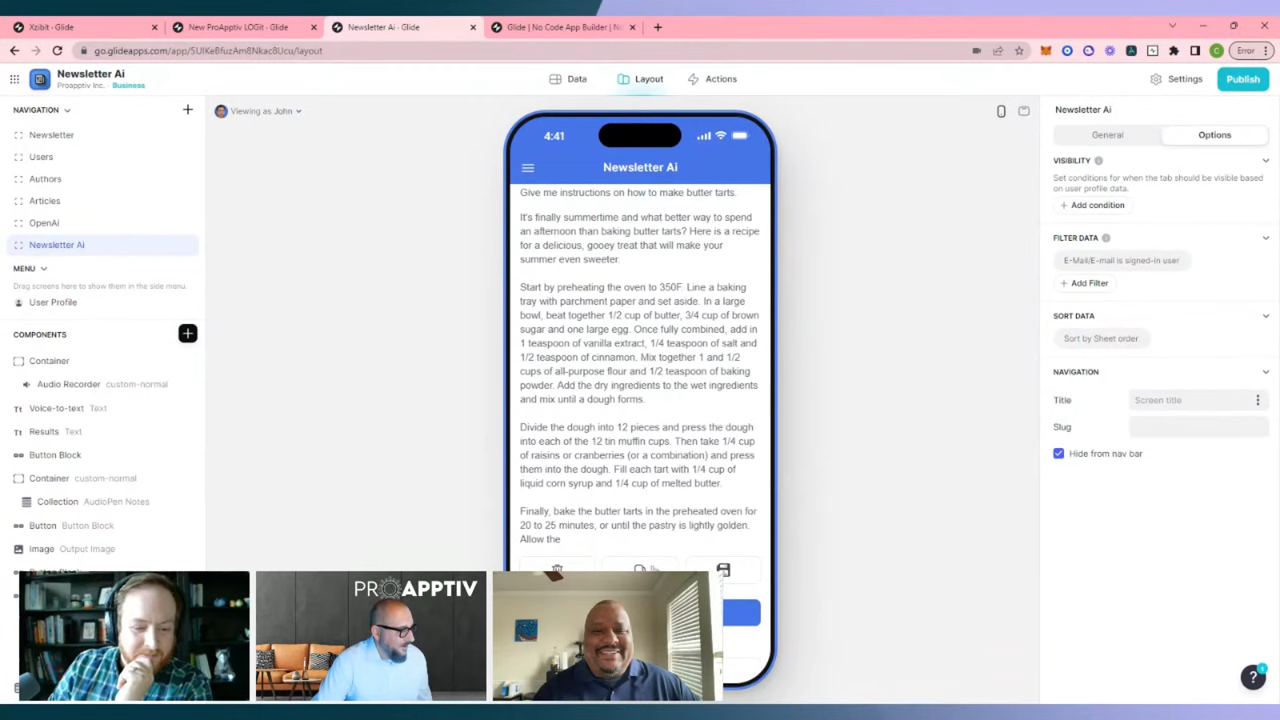 Xzibit - Glide
New ProApptiv LOGit - Glide
Newsletter Ai - Glide
Glide | No Code App Builder | No
go.glideapps.com/app/5UIKeBfuzAm8Nkac8Ucu/layout
C
Error
Newsletter Ai
Proapptiv Inc. · Business
Data
Layout
Actions
Settings
Publish
NAVIGATION
Newsletter
Users
Authors
Articles
OpenAi
Newsletter Ai
MENU
Drag screens here to show them in the side menu.
User Profile
COMPONENTS
Container
Audio Recorder custom-normal
Tt Voice-to-text Text
Tt Results Text
Button Block
Container custom-normal
Collection AudioPen Notes
Button Button Block
Image Output Image
Viewing as John
4:41
Newsletter Ai
Give me instructions on how to make butter tarts.
It's finally summertime and what better way to spend
an afternoon than baking butter tarts? Here is a recipe
for a delicious, gooey treat that will make your
summer even sweeter.
Start by preheating the oven to 350F. Line a baking
tray with parchment paper and set aside. In a large
bowl, beat together 1/2 cup of butter, 3/4 cup of brown
sugar and one large egg. Once fully combined, add in
1 teaspoon of vanilla extract, 1/4 teaspoon of salt and
1/2 teaspoon of cinnamon. Mix together 1 and 1/2
cups of all-purpose flour and 1/2 teaspoon of baking
powder. Add the dry ingredients to the wet ingredients
and mix until a dough forms.
Divide the dough into 12 pieces and press the dough
into each of the 12 tin muffin cups. Then take 1/4 cup
of raisins or cranberries (or a combination) and press
them into the dough. Fill each tart with 1/4 cup of
liquid corn syrup and 1/4 cup of melted butter.
Finally, bake the butter tarts in the preheated oven for
20 to 25 minutes, or until the pastry is lightly golden.
Allow the
Newsletter Ai
General
Options
VISIBILITY
Set conditions for when the tab should be visible based
on user profile data.
+ Add condition
FILTER DATA
E-Mail/E-mail is signed-in user
+ Add Filter
SORT DATA
Sort by Sheet order
NAVIGATION
Title Screen title
Slug
Hide from nav bar
PROAPPTIV
?